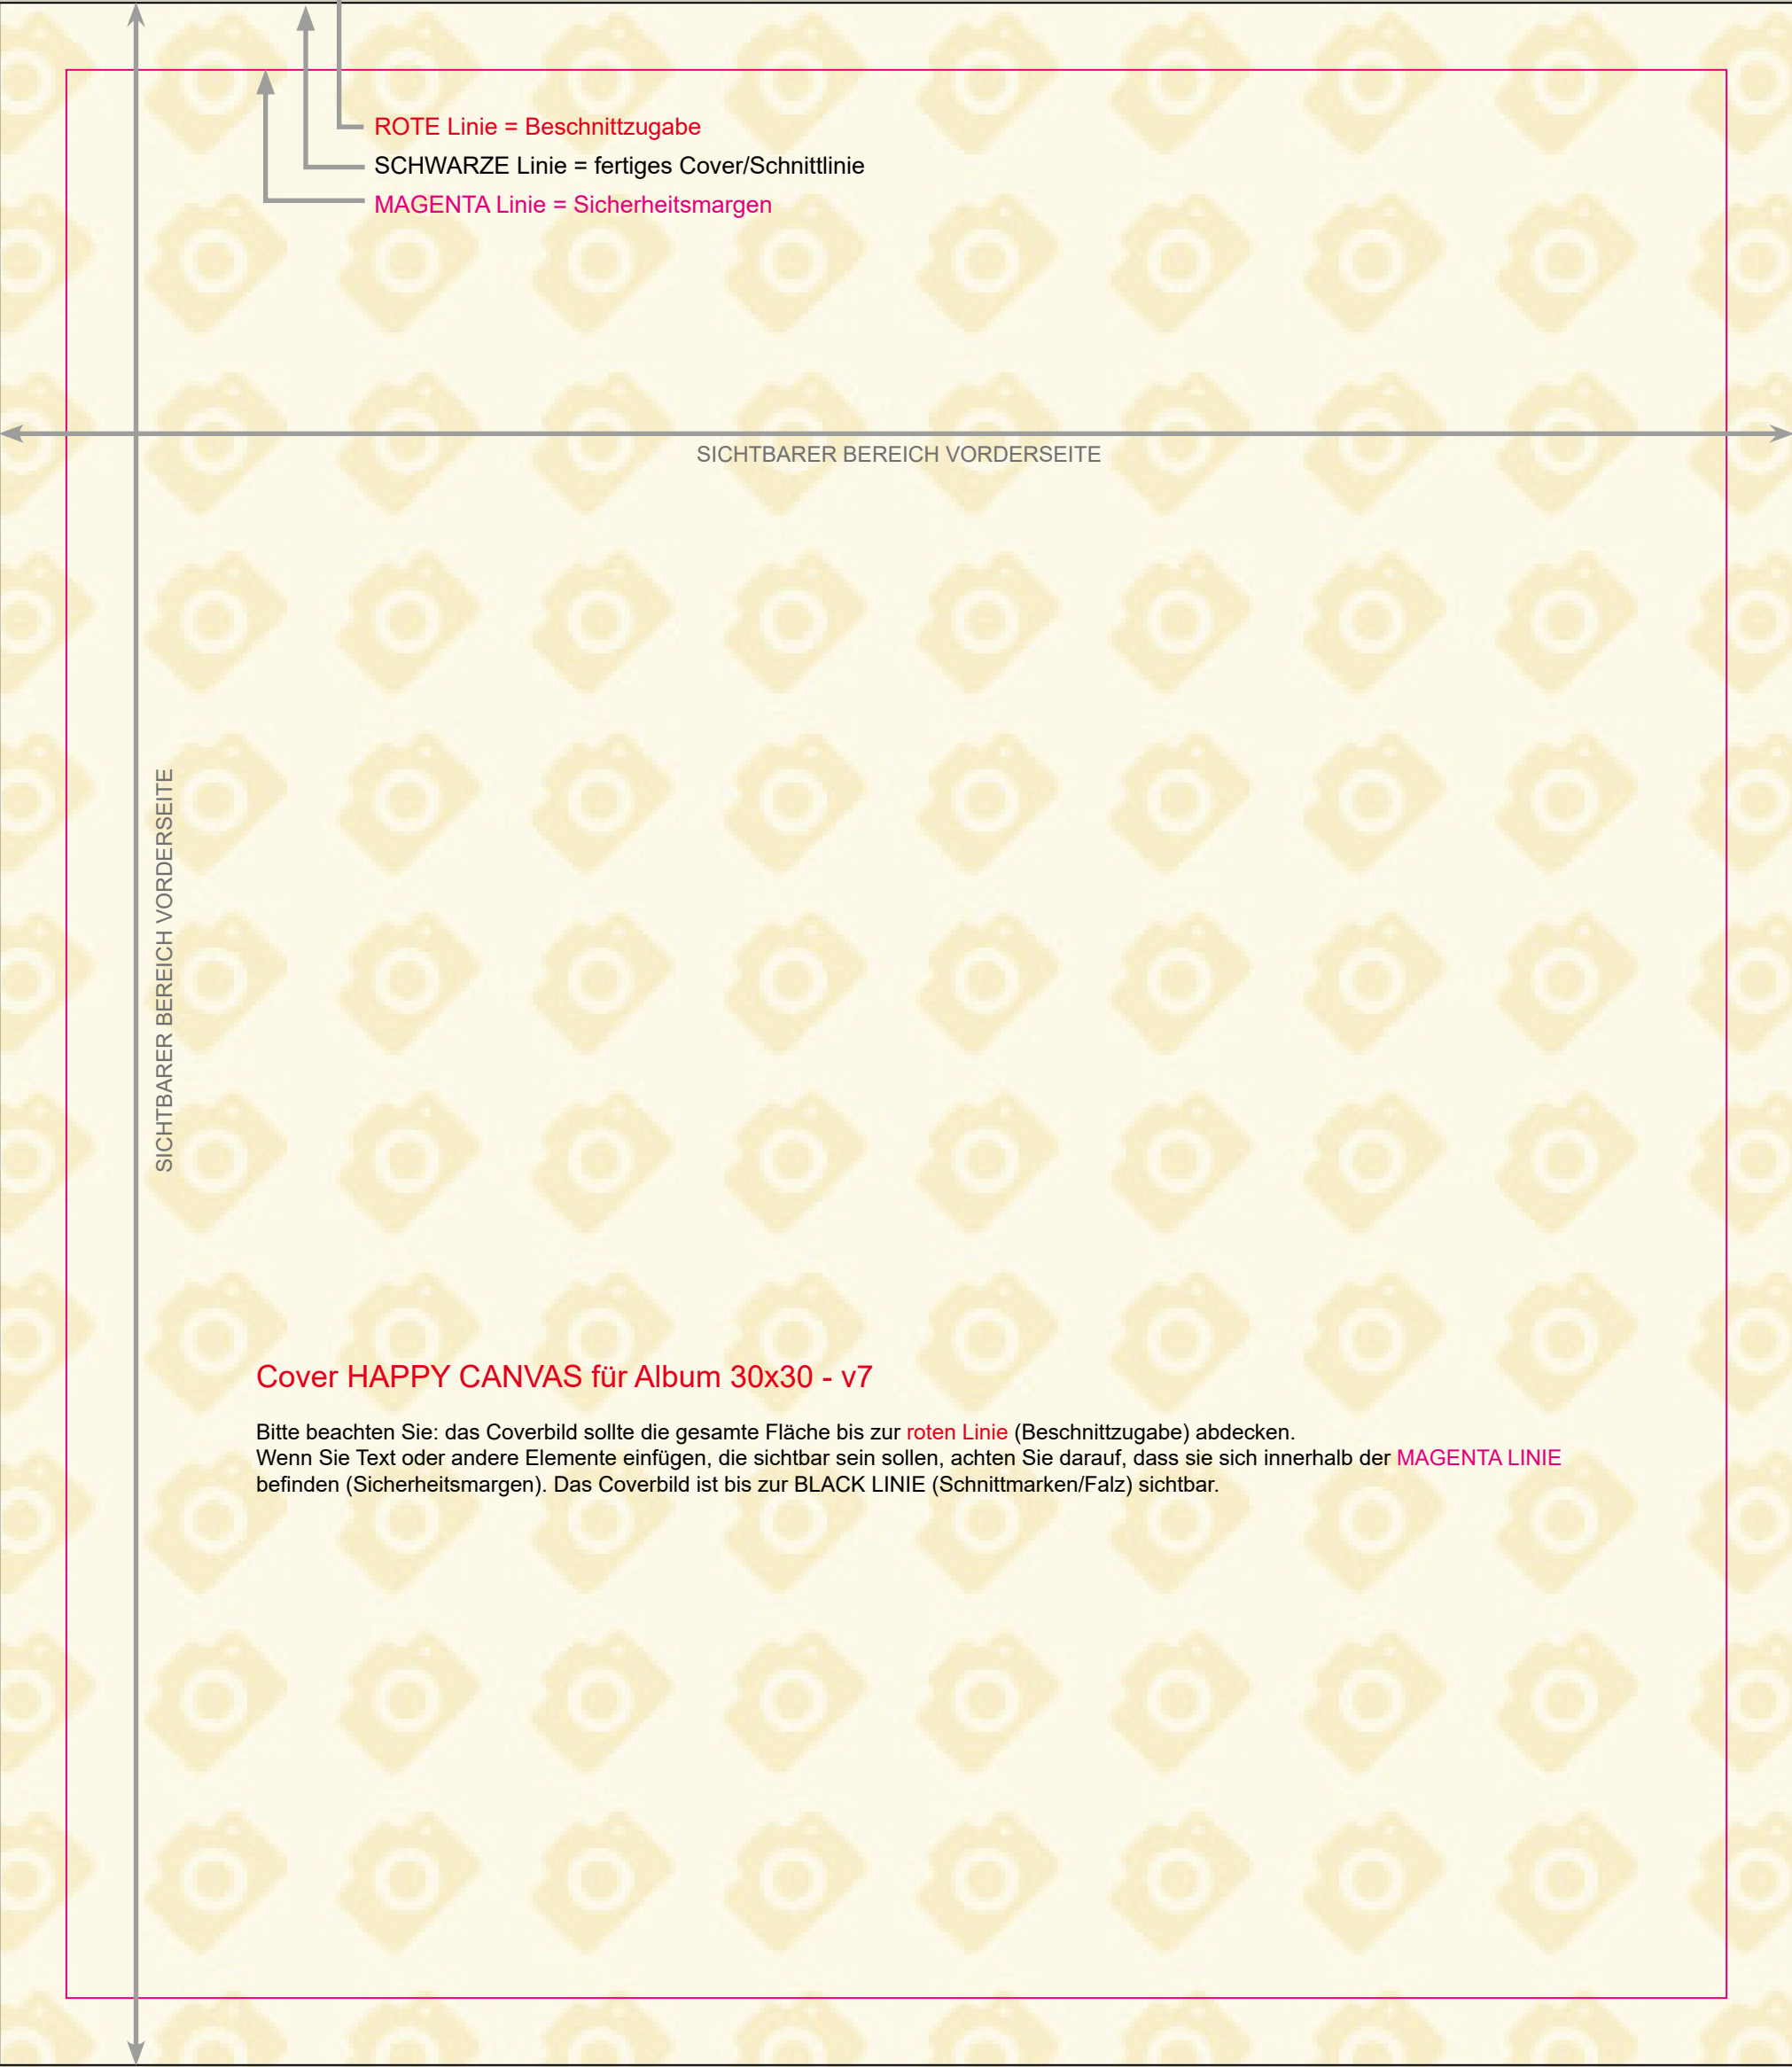 ROTE Linie = Beschnittzugabe
SCHWARZE Linie = fertiges Cover/Schnittlinie
MAGENTA Linie = Sicherheitsmargen
SICHTBARER BEREICH VORDERSEITE
SICHTBARER BEREICH VORDERSEITE
Cover HAPPY CANVAS für Album 30x30 - v7
Bitte beachten Sie: das Coverbild sollte die gesamte Fläche bis zur roten Linie (Beschnittzugabe) abdecken.
Wenn Sie Text oder andere Elemente einfügen, die sichtbar sein sollen, achten Sie darauf, dass sie sich innerhalb der MAGENTA LINIE
befinden (Sicherheitsmargen). Das Coverbild ist bis zur BLACK LINIE (Schnittmarken/Falz) sichtbar.